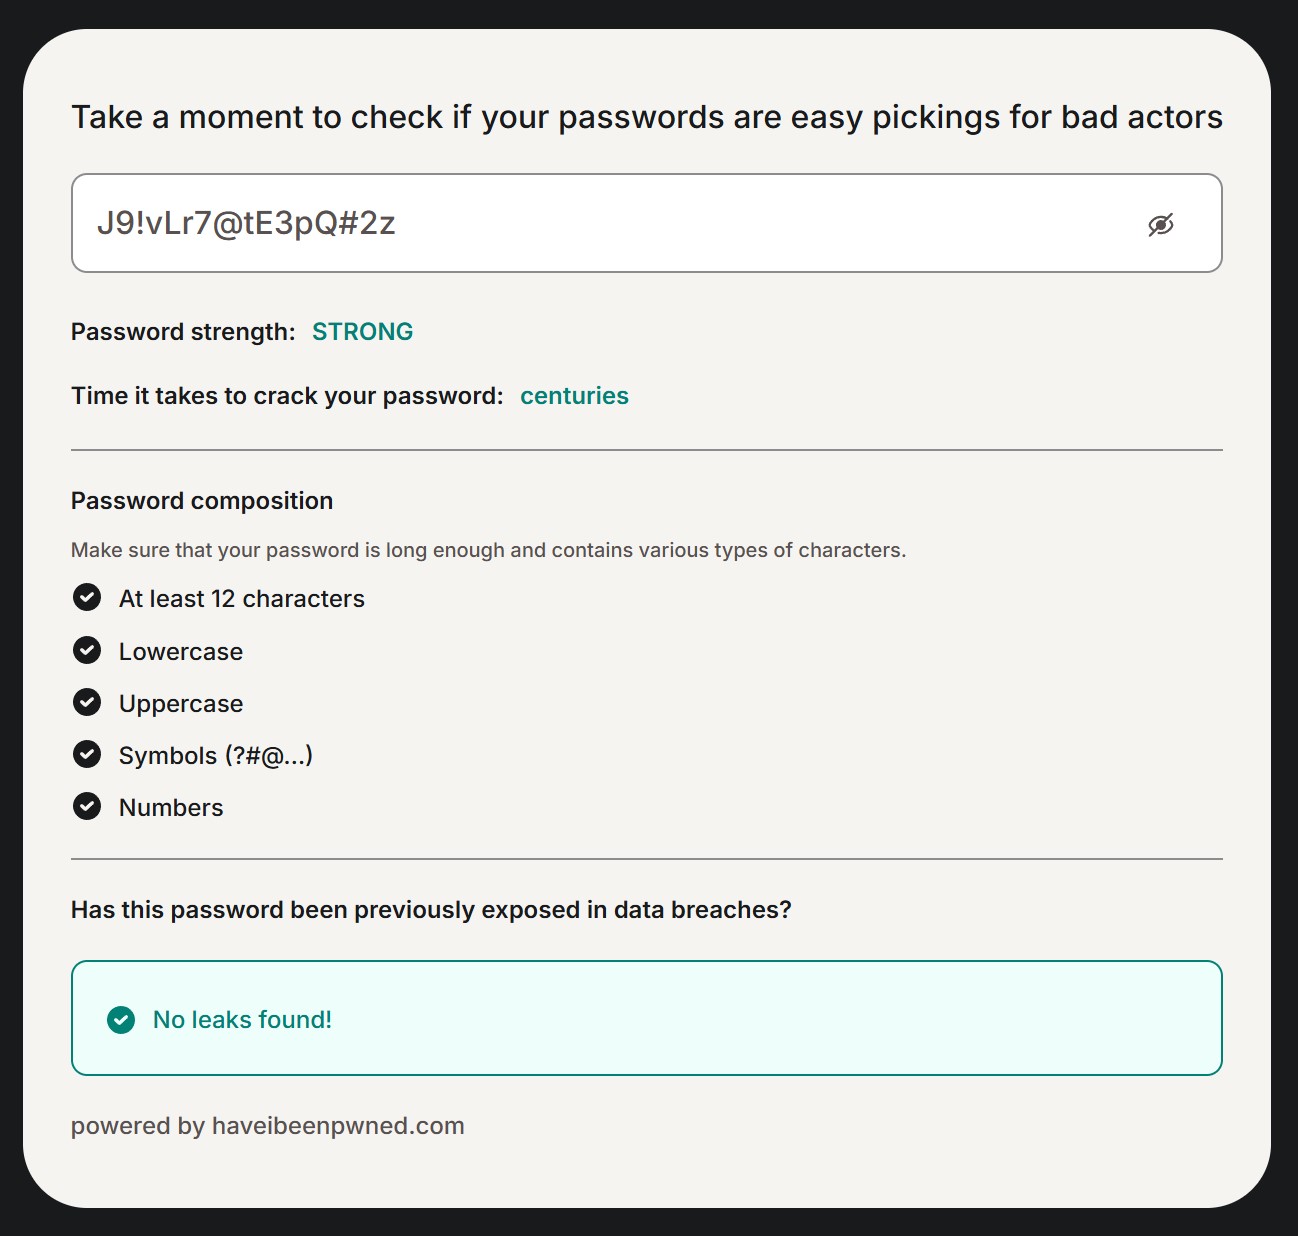 Take a moment to check if your passwords are easy pickings for bad actors
J9!vLr7@tE3pQ#2z
Password strength: STRONG
Time it takes to crack your password: centuries
Password composition
Make sure that your password is long enough and contains various types of characters.
At least 12 characters
Lowercase
Uppercase
Symbols (?#@...)
Numbers
Has this password been previously exposed in data breaches?
No leaks found!
powered by haveibeenpwned.com